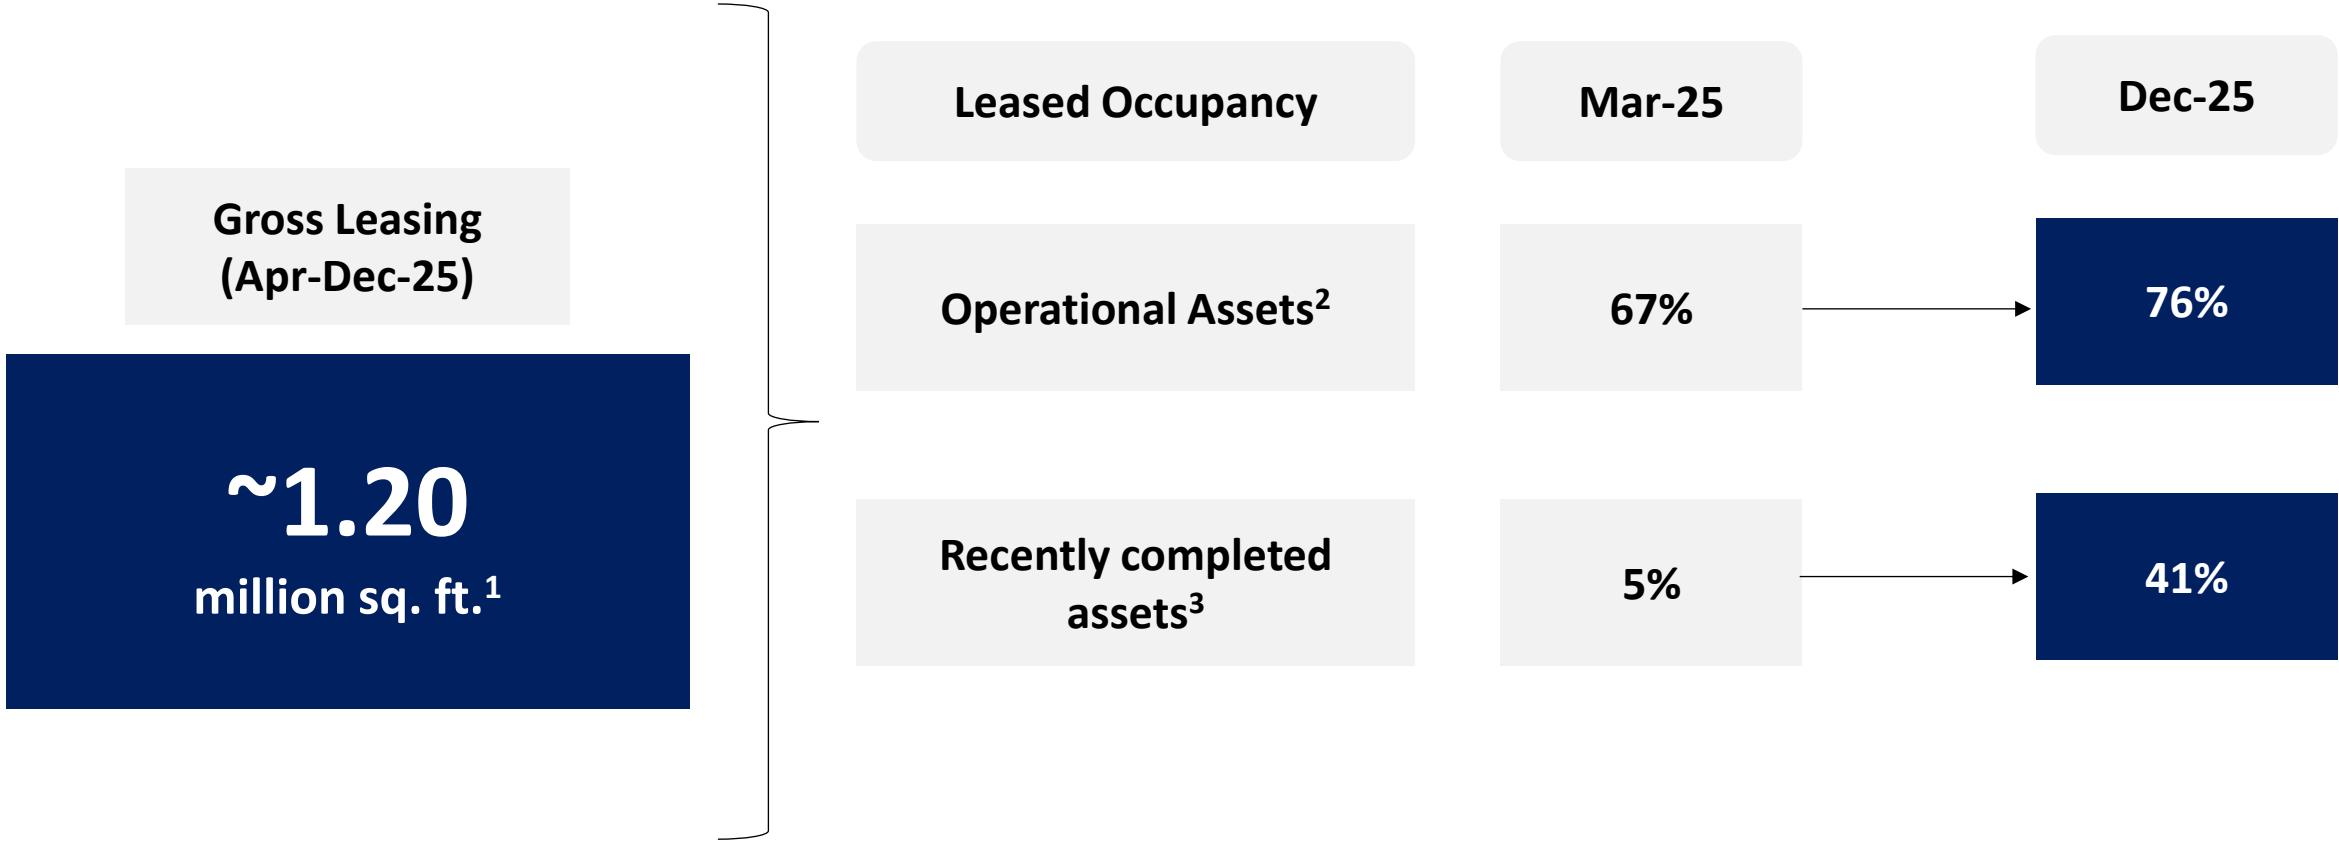 Gross Leasing
(Apr-Dec-25)
~1.20
million sq. ft.¹
Leased Occupancy
Mar-25
Dec-25
Operational Assets²
67%
76%
Recently completed
assets³
5%
41%